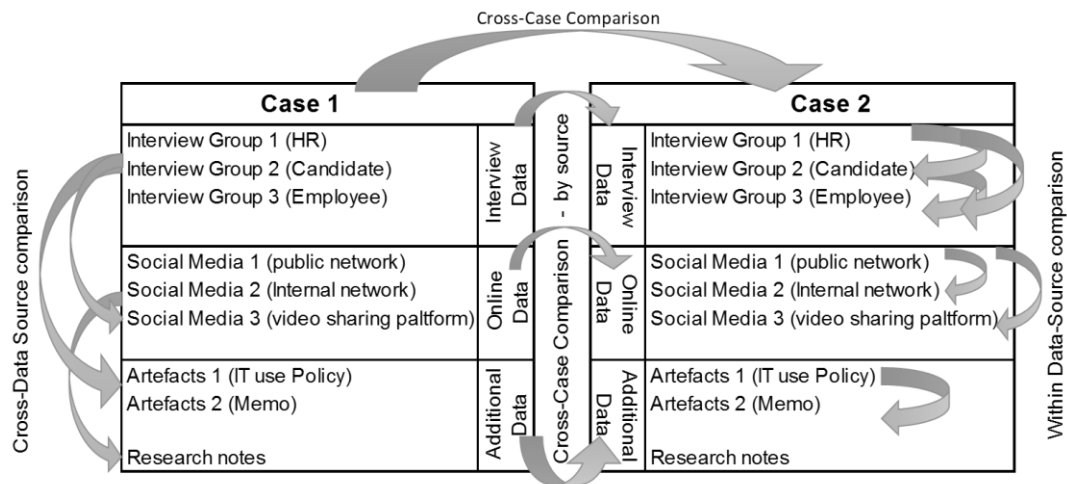 Cross-Case Comparison
Case 1
Case 2
Cross-Data Source comparison
Interview Group 1 (HR)
Interview Group 2 (Candidate)
Interview Group 3 (Employee)
Interview
Data
Social Media 1 (public network)
Social Media 2 (Internal network)
Social Media 3 (video sharing paltform)
Online
Data
Artefacts 1 (IT use Policy)
Artefacts 2 (Memo)
Research notes
Additional
Data
Cross-Case Comparison - by source
Interview
Data
Interview Group 1 (HR)
Interview Group 2 (Candidate)
Interview Group 3 (Employee)
Online
Data
Social Media 1 (public network)
Social Media 2 (Internal network)
Social Media 3 (video sharing paltform)
Additional
Data
Artefacts 1 (IT use Policy)
Artefacts 2 (Memo)
Research notes
Within Data-Source comparison